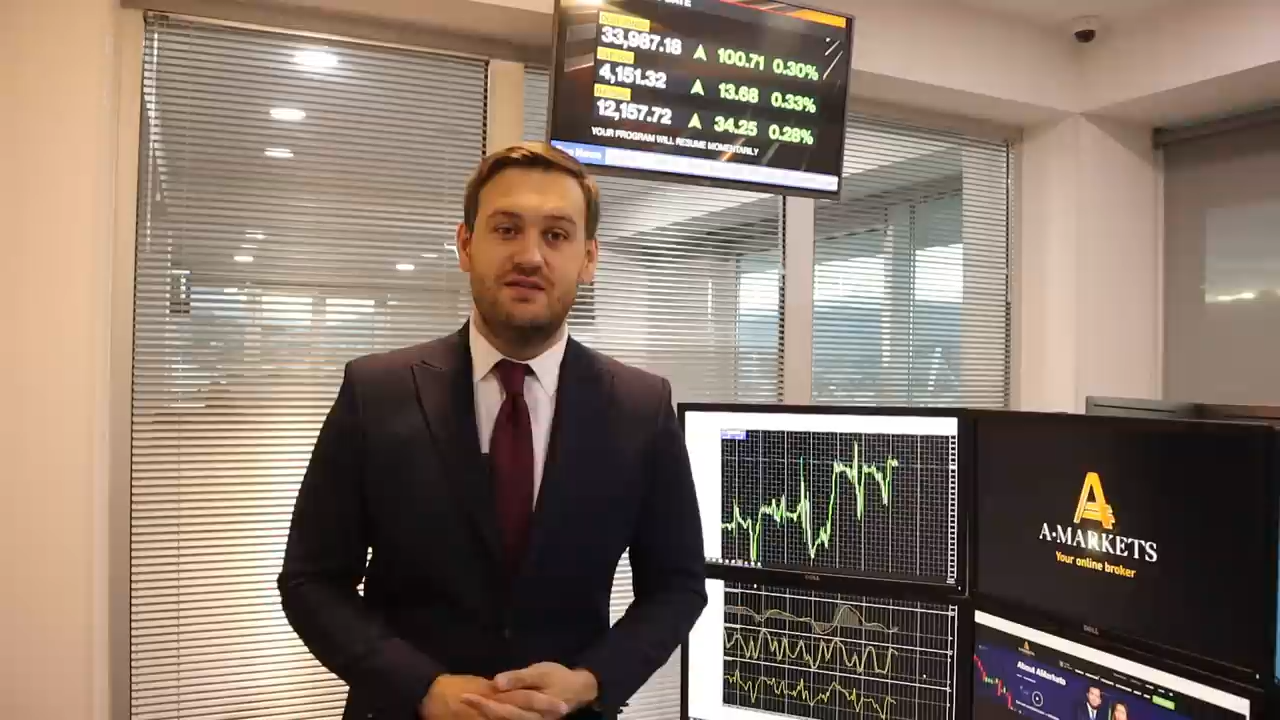 33,987.18 100.71 0.30%
4,151.32 13.68 0.33%
12,157.72 34.25 0.28%
YOUR PROGRAM WILL RESUME MOMENTARILY
A·MARKETS
Your online broker
DELL
DELL
About AMarkets